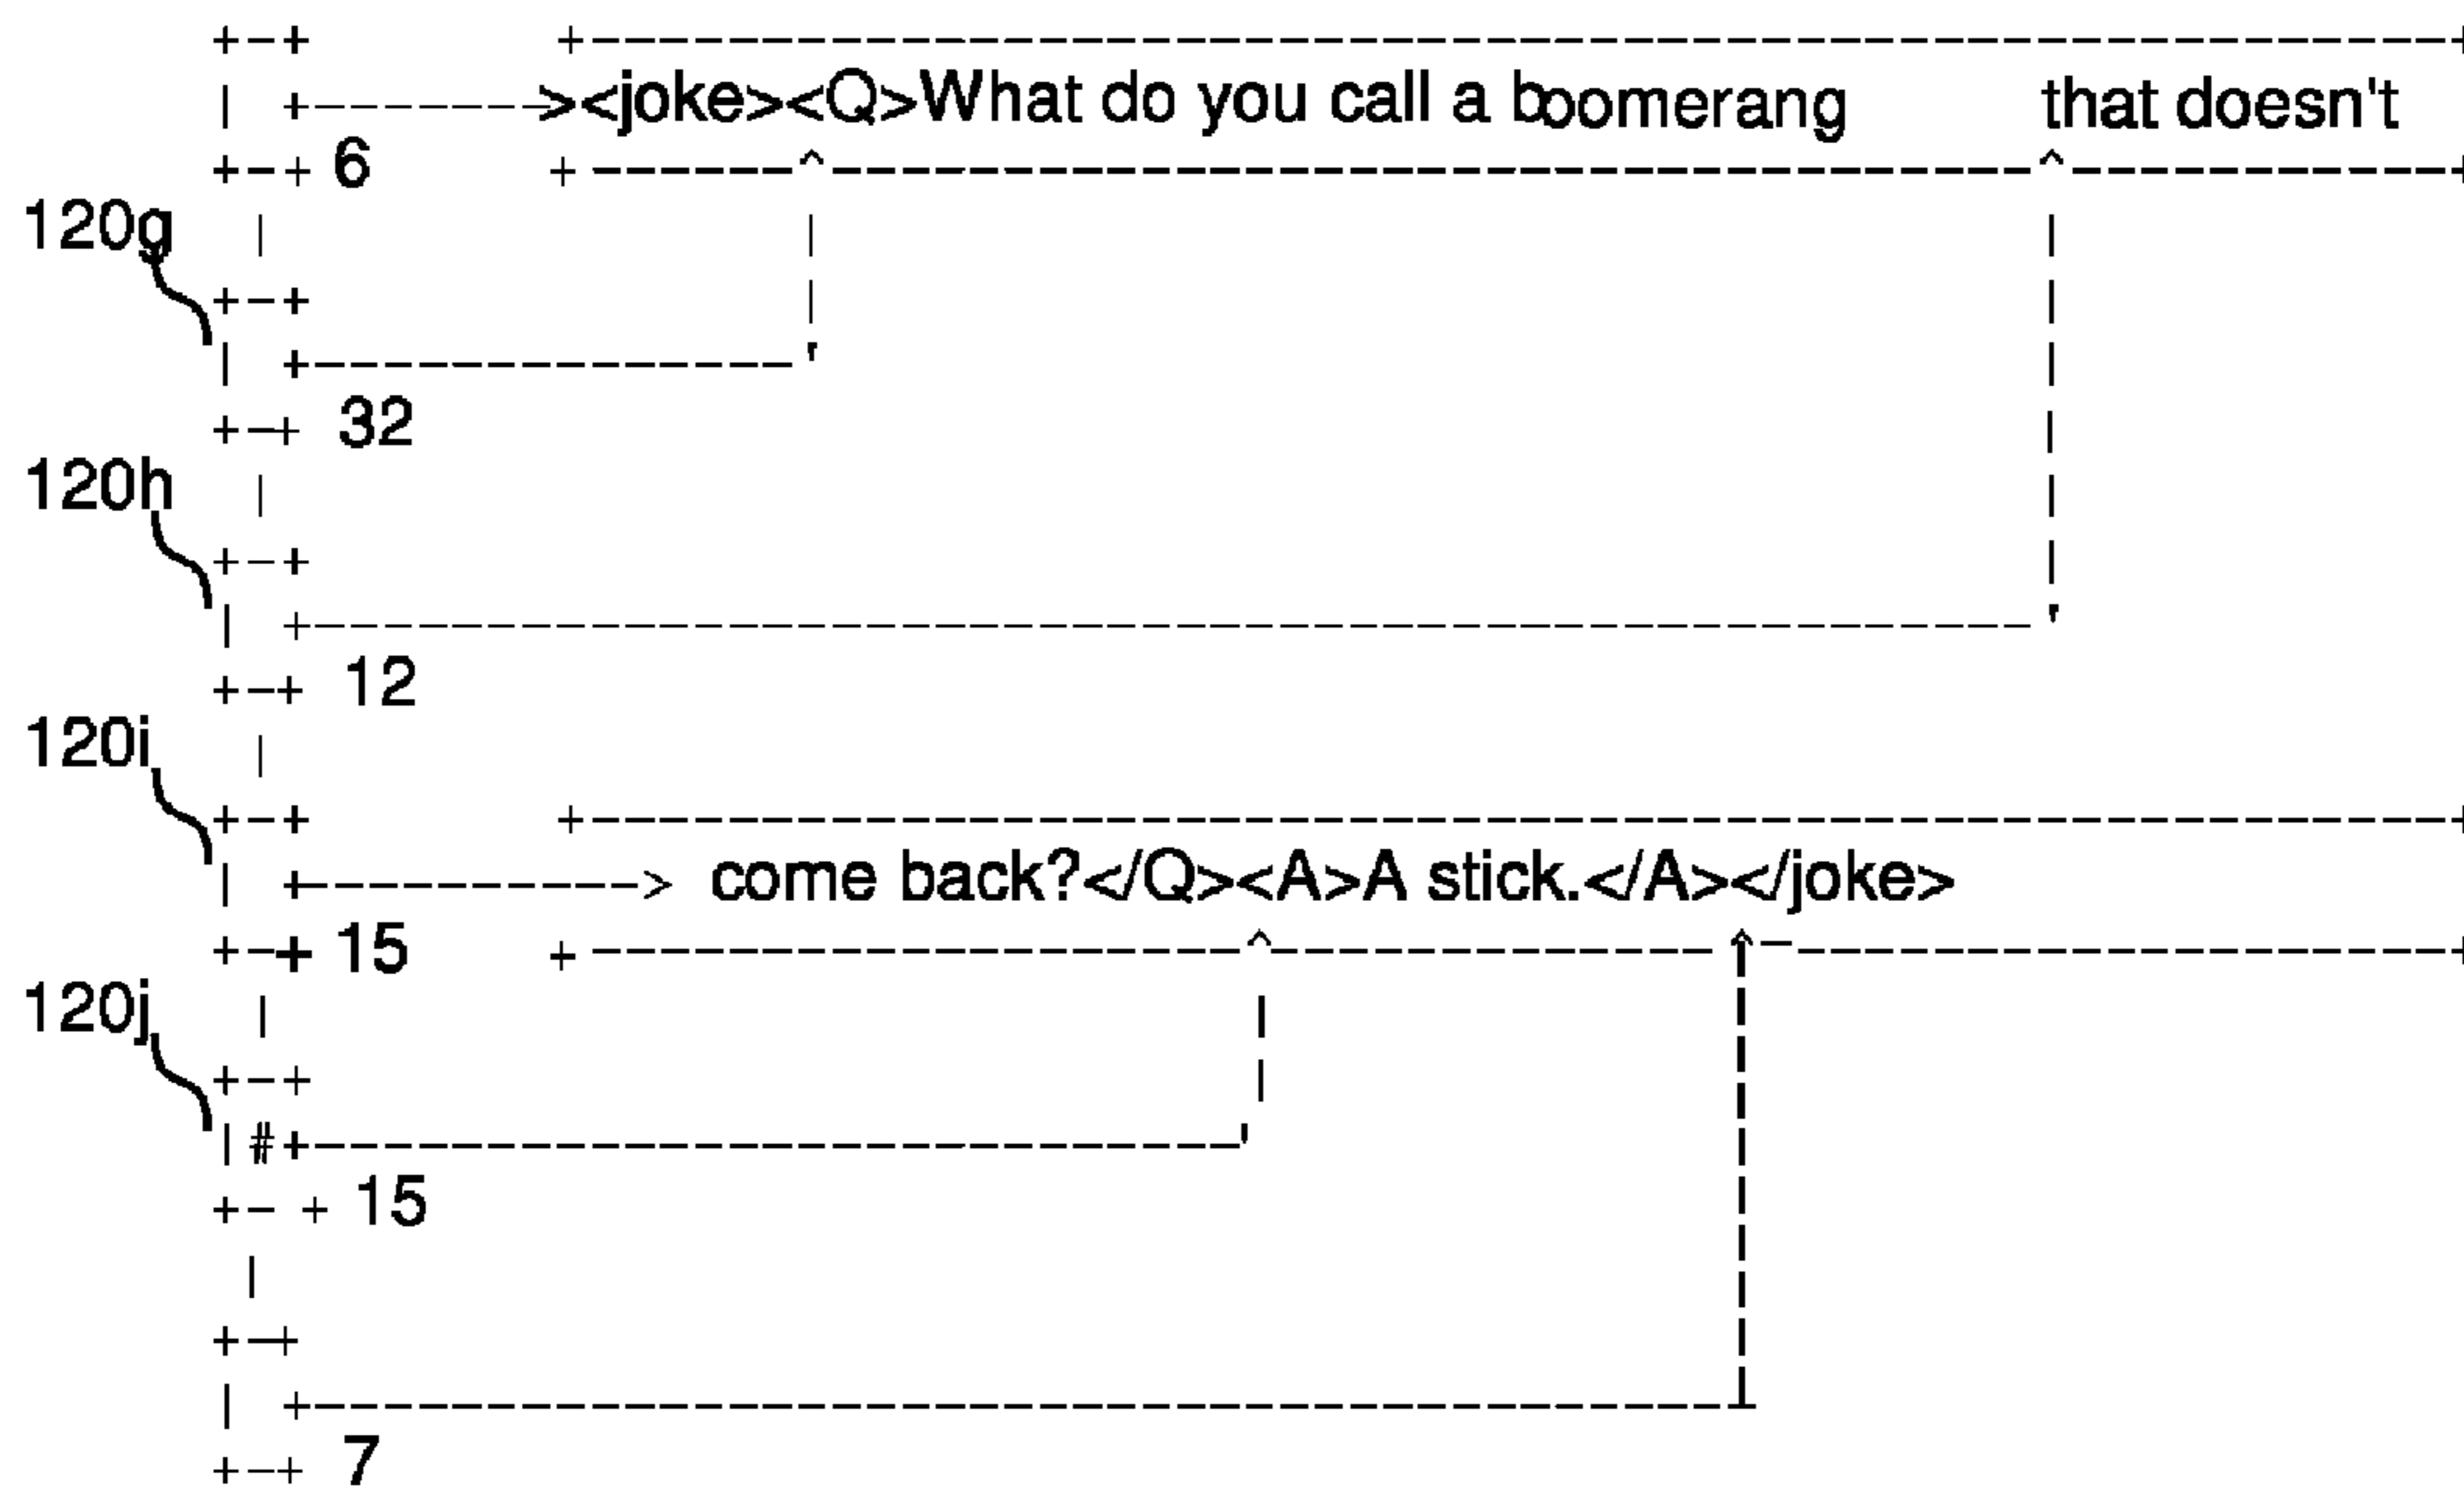 ><joke><Q>What do you call a boomerang that doesn't
6
120g
32
120h
12
120i
> come back?</Q><A>A stick.</A></joke>
15
120j
#
15
7